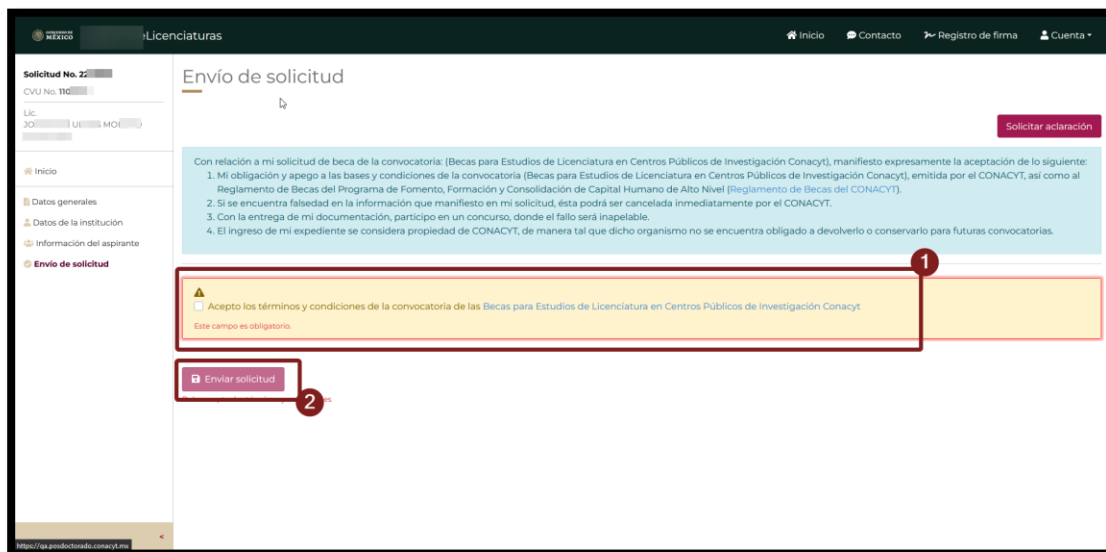 GOBIERNO DE
MÉXICO
Licenciaturas
Inicio
Contacto
Registro de firma
Cuenta
Solicitud No. 22
CVU No. 110
Lic.
JO U MO
Inicio
Datos generales
Datos de la institución
Información del aspirante
Envío de solicitud
Envío de solicitud
Solicitar aclaración
Con relación a mi solicitud de beca de la convocatoria: (Becas para Estudios de Licenciatura en Centros Públicos de Investigación Conacyt), manifiesto expresamente la aceptación de lo siguiente:
1. Mi obligación y apego a las bases y condiciones de la convocatoria (Becas para Estudios de Licenciatura en Centros Públicos de Investigación Conacyt), emitida por el CONACYT, así como al
Reglamento de Becas del Programa de Fomento, Formación y Consolidación de Capital Humano de Alto Nivel (Reglamento de Becas del CONACYT).
2. Si se encuentra falsedad en la información que manifiesto en mi solicitud, ésta podrá ser cancelada inmediatamente por el CONACYT.
3. Con la entrega de mi documentación, participo en un concurso, donde el fallo será inapelable.
4. El ingreso de mi expediente se considera propiedad de CONACYT, de manera tal que dicho organismo no se encuentra obligado a devolverlo o conservarlo para futuras convocatorias.
1
Acepto los términos y condiciones de la convocatoria de las Becas para Estudios de Licenciatura en Centros Públicos de Investigación Conacyt
Este campo es obligatorio.
Enviar solicitud
2
https://qa.posdoctorado.conacyt.mx